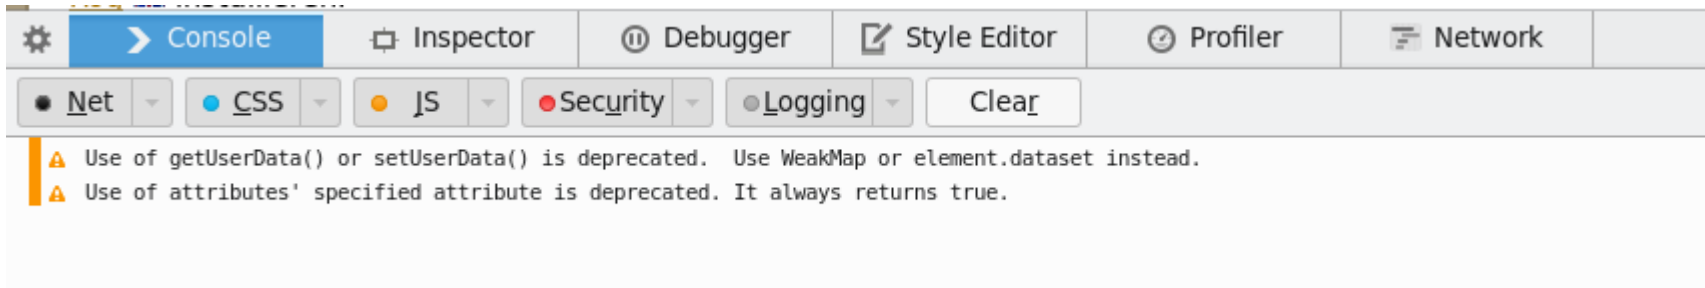 Console Inspector Debugger Style Editor Profiler Network
Net CSS JS Security Logging Clear
Use of getUserData() or setUserData() is deprecated.  Use WeakMap or element.dataset instead.
Use of attributes' specified attribute is deprecated. It always returns true.